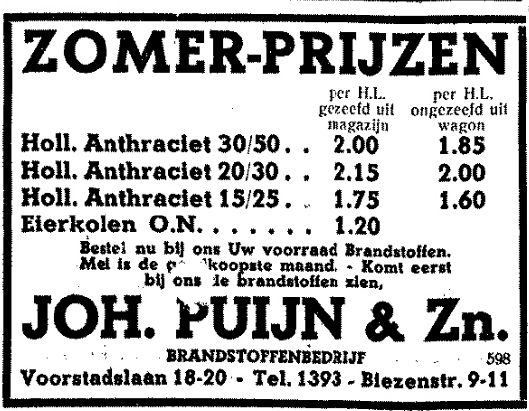 ZOMER-PRIJZEN
per H.L. per H.L.
gezeefd uit ongezeefd uit
magazijn wagon
Holl. Anthraciet 30/50. . 2.00 1.85
Holl. Anthraciet 20/30. . 2.15 2.00
Holl. Anthraciet 15/25. . 1.75 1.60
Eierkolen O.N. . . . . . . 1.20
Bestel nu bij ons Uw voorraad Brandstoffen.
Mei is de maand. - Komt eerst
bij ons de brandstoffen zien,
JOH. PUIJN & Zn.
BRANDSTOFFENBEDRIJF 598
Voorstadslaan 18-20 - Tel. 1393 - Biezenstr. 9-11